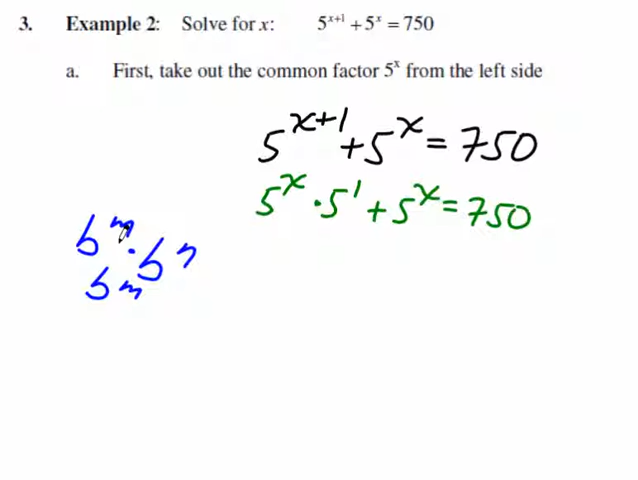 3. Example 2: Solve for x: 5^{x+1} + 5^x = 750
a. First, take out the common factor 5^x from the left side
5^{x+1} + 5^x = 750
5^x · 5^1 + 5^x = 750
b^m · b^n
b^m